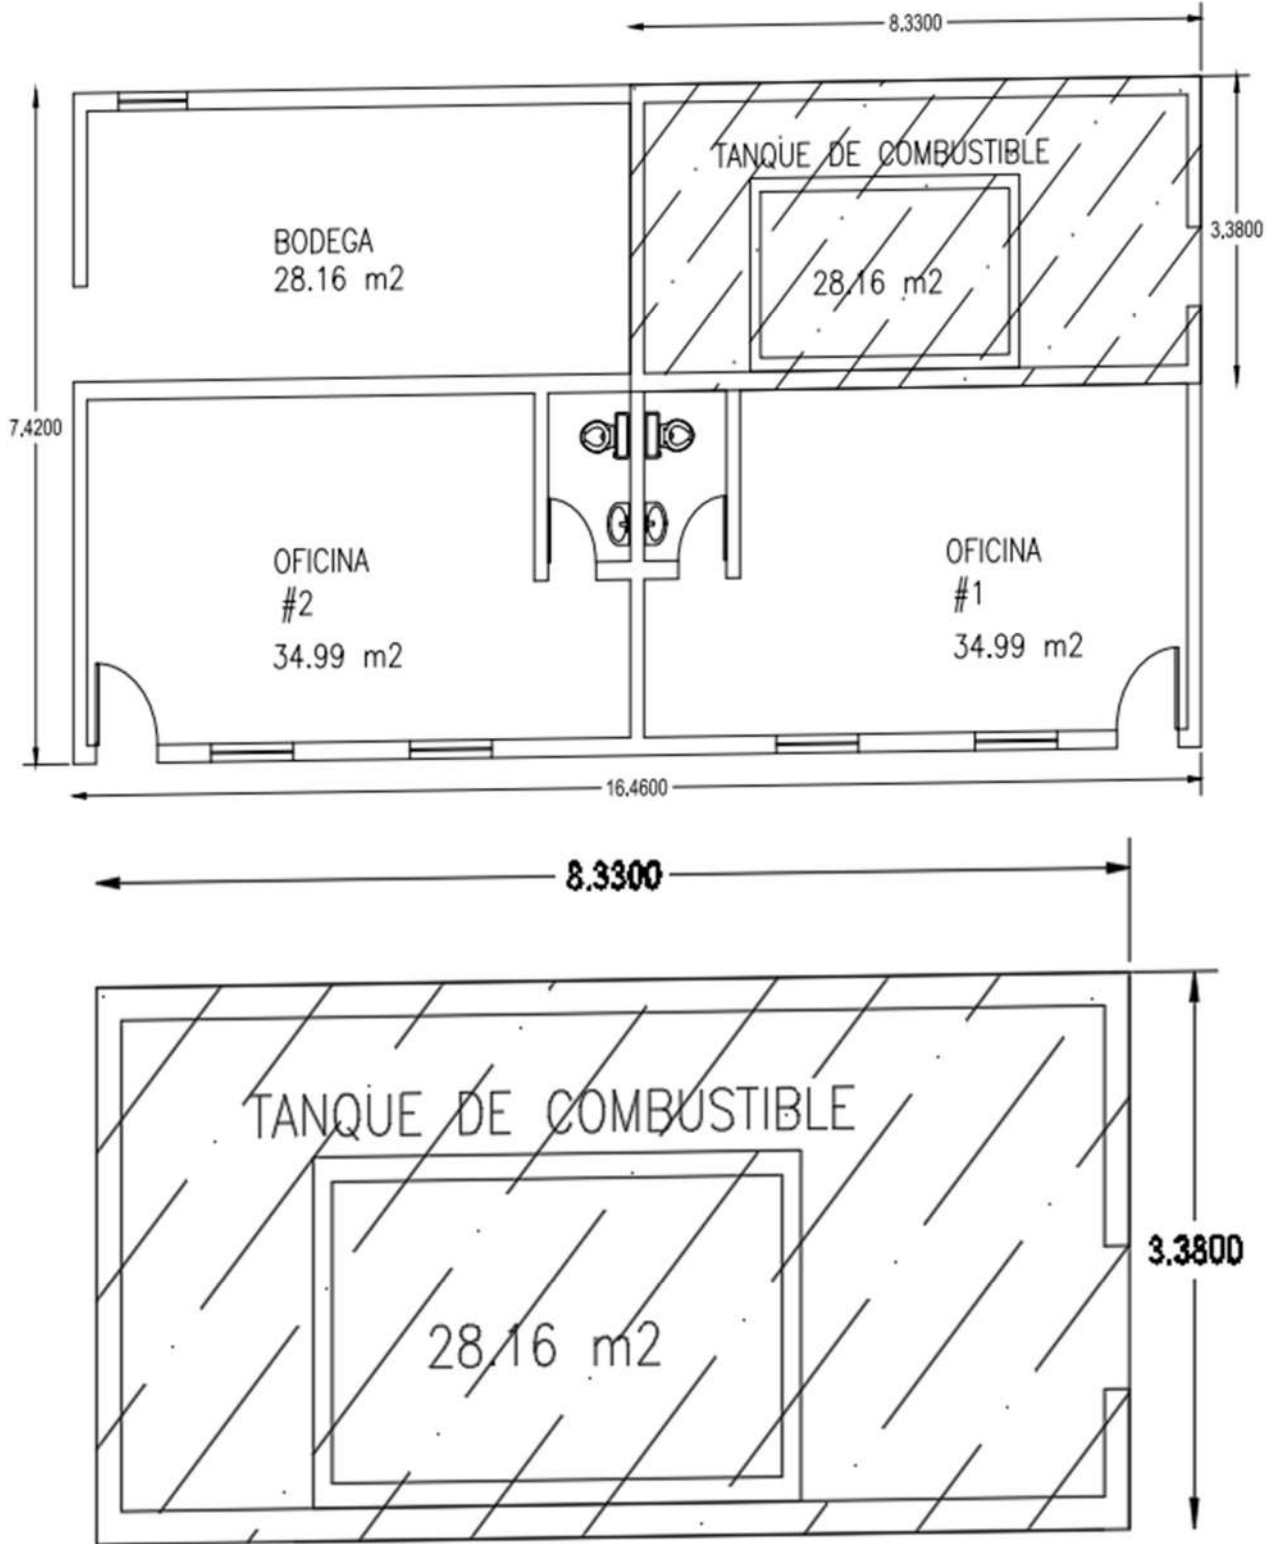 8.3300
TANQUE DE COMBUSTIBLE
BODEGA
28.16 m2
28.16 m2
3.3800
7.4200
OFICINA
#2
34.99 m2
OFICINA
#1
34.99 m2
16.4600
8.3300
TANQUE DE COMBUSTIBLE
28.16 m2
3.3800